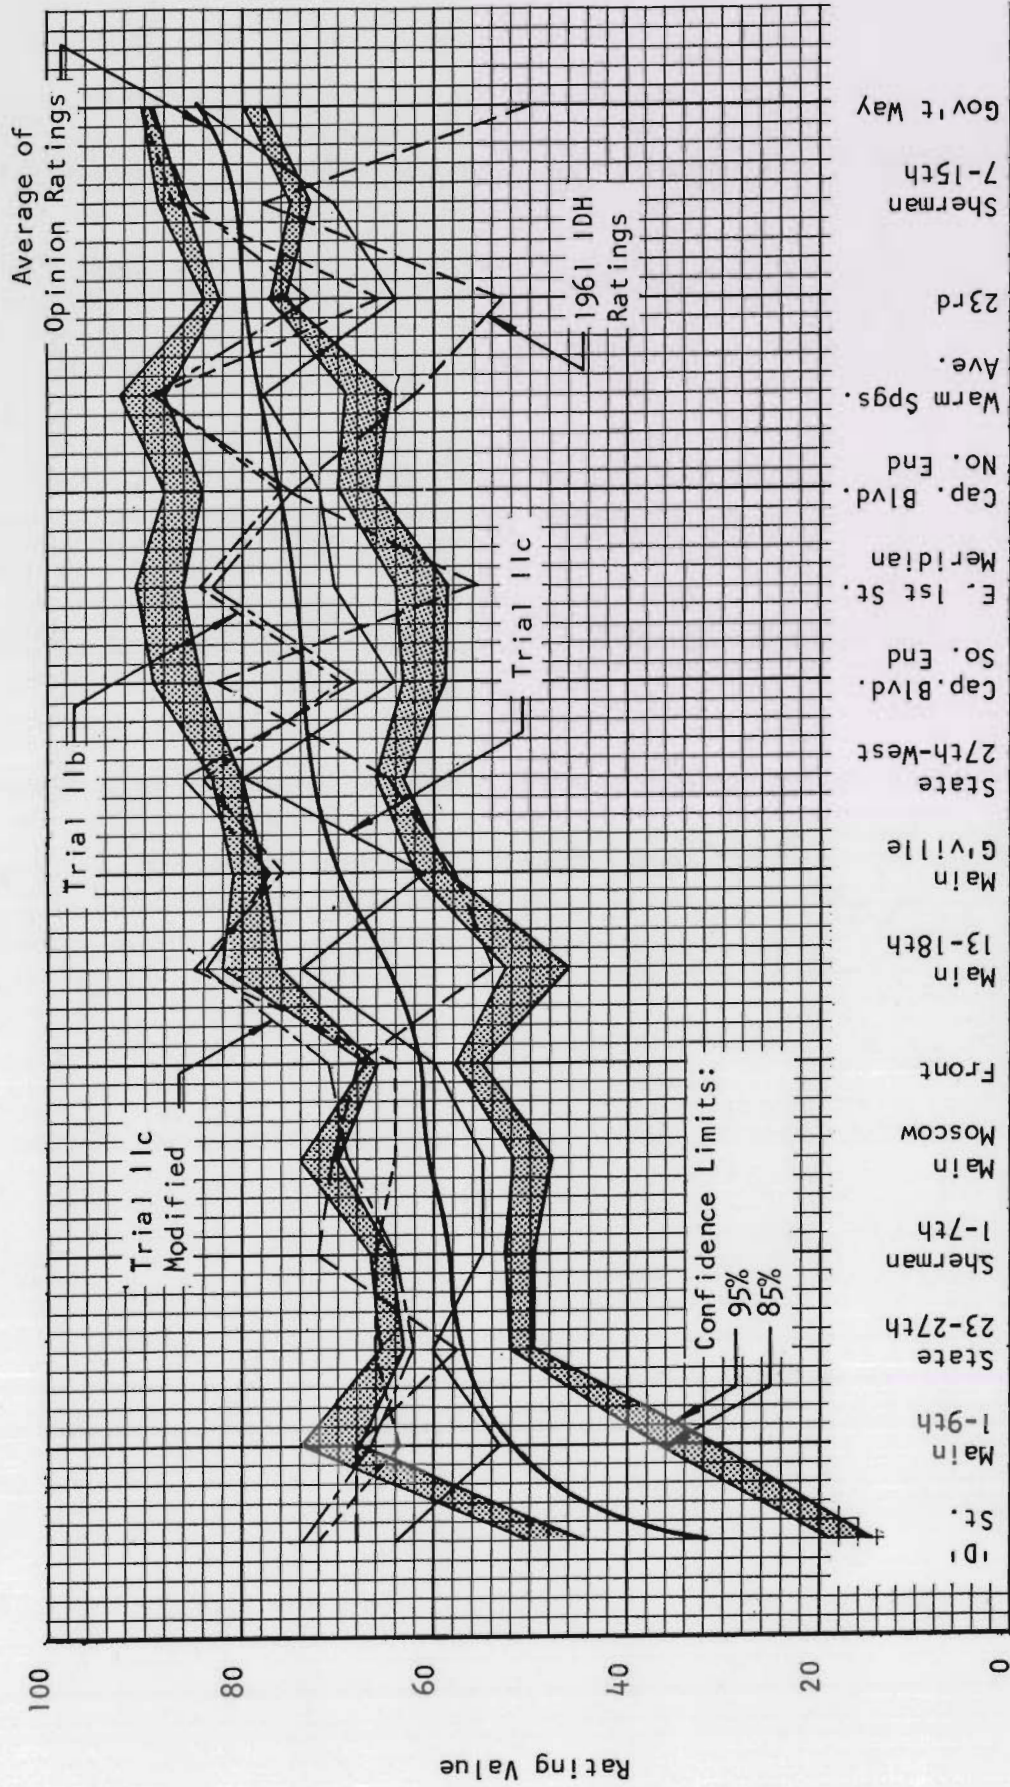 Average of
Opinion Ratings
Trial IIb
Trial IIc
Modified
Trial IIc
1961 IDH
Ratings
Confidence Limits:
95%
85%
Rating Value
100
80
60
40
20
0
'D'
St.
Main
1-9th
State
23-27th
Sherman
1-7th
Main
Moscow
Front
Main
13-18th
Main
G'ville
State
27th-West
Cap.Blvd.
So. End
E. 1st St.
Meridian
Cap. Blvd.
No. End
Warm Spgs.
Ave.
23rd
Sherman
7-15th
Gov't Way